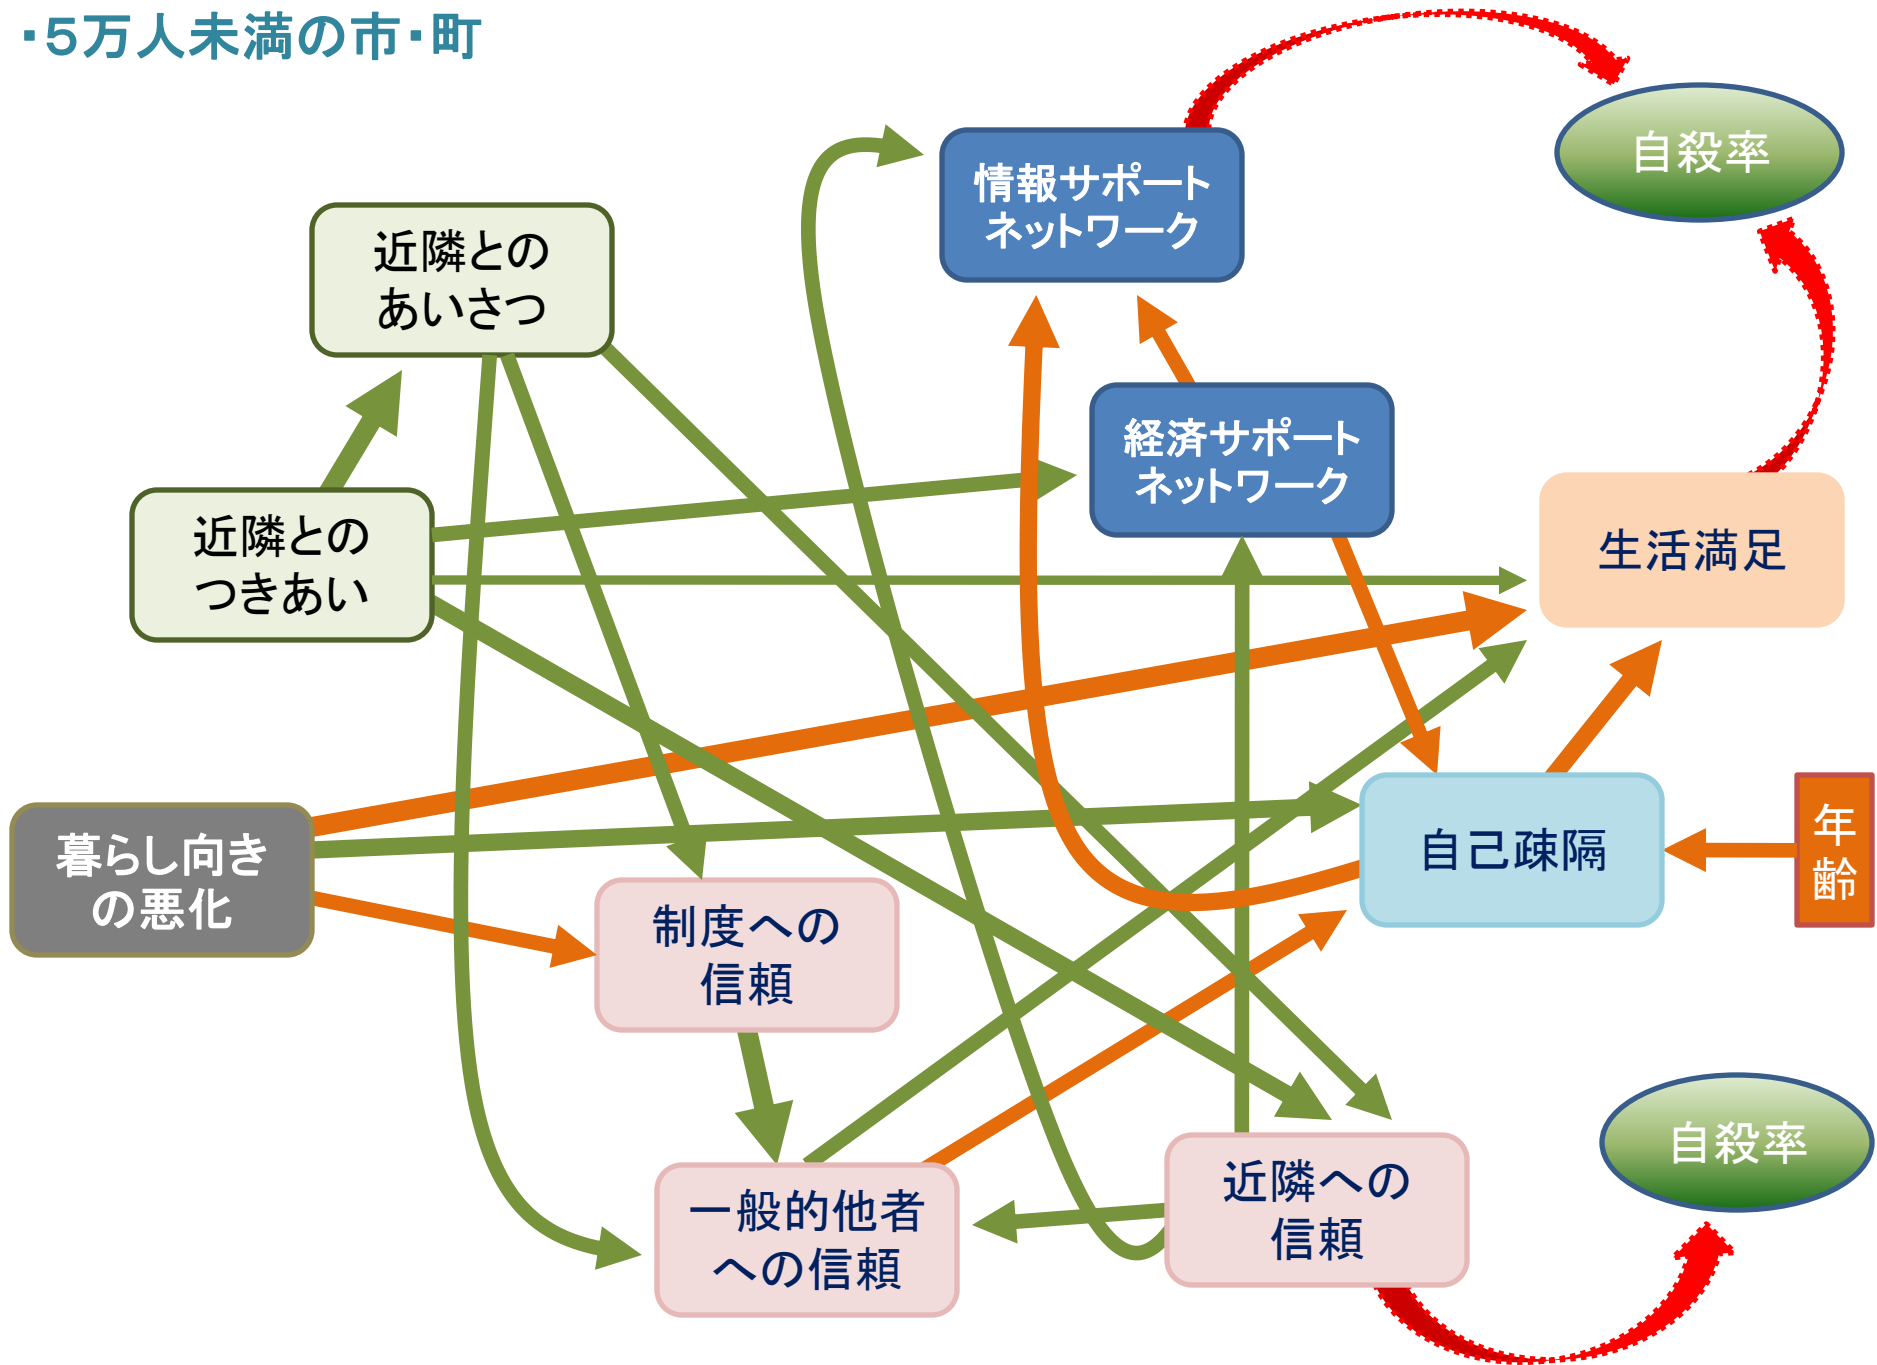 ・５万人未満の市・町
自殺率
情報サポート
ネットワーク
近隣との
あいさつ
経済サポート
ネットワーク
生活満足
近隣との
つきあい
暮らし向き
の悪化
自己疎隔
年
齢
制度への
信頼
自殺率
一般的他者
への信頼
近隣への
信頼